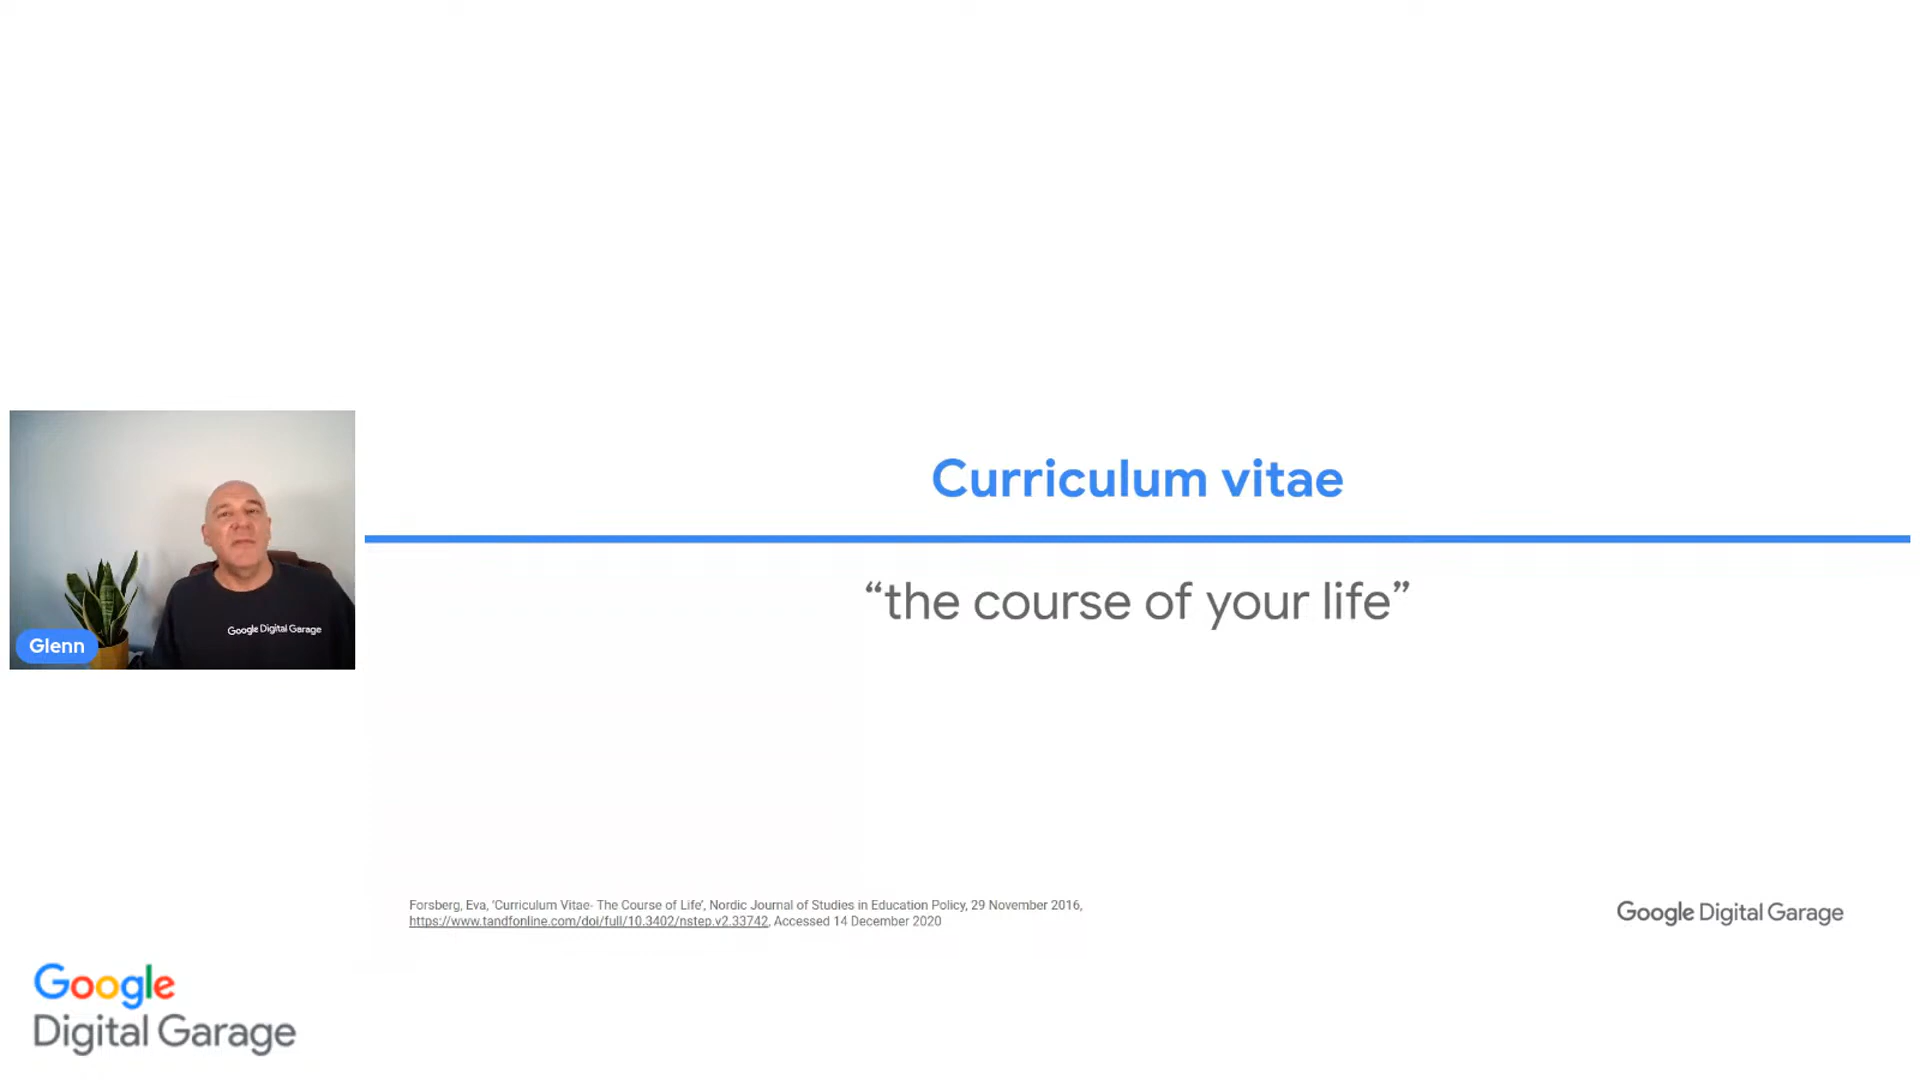 Curriculum vitae
“the course of your life”
Google Digital Garage
Glenn
Forsberg, Eva, 'Curriculum Vitae- The Course of Life', Nordic Journal of Studies in Education Policy, 29 November 2016,
https://www.tandfonline.com/doi/full/10.3402/nstep.v2.33742, Accessed 14 December 2020
Google Digital Garage
Google
Digital Garage